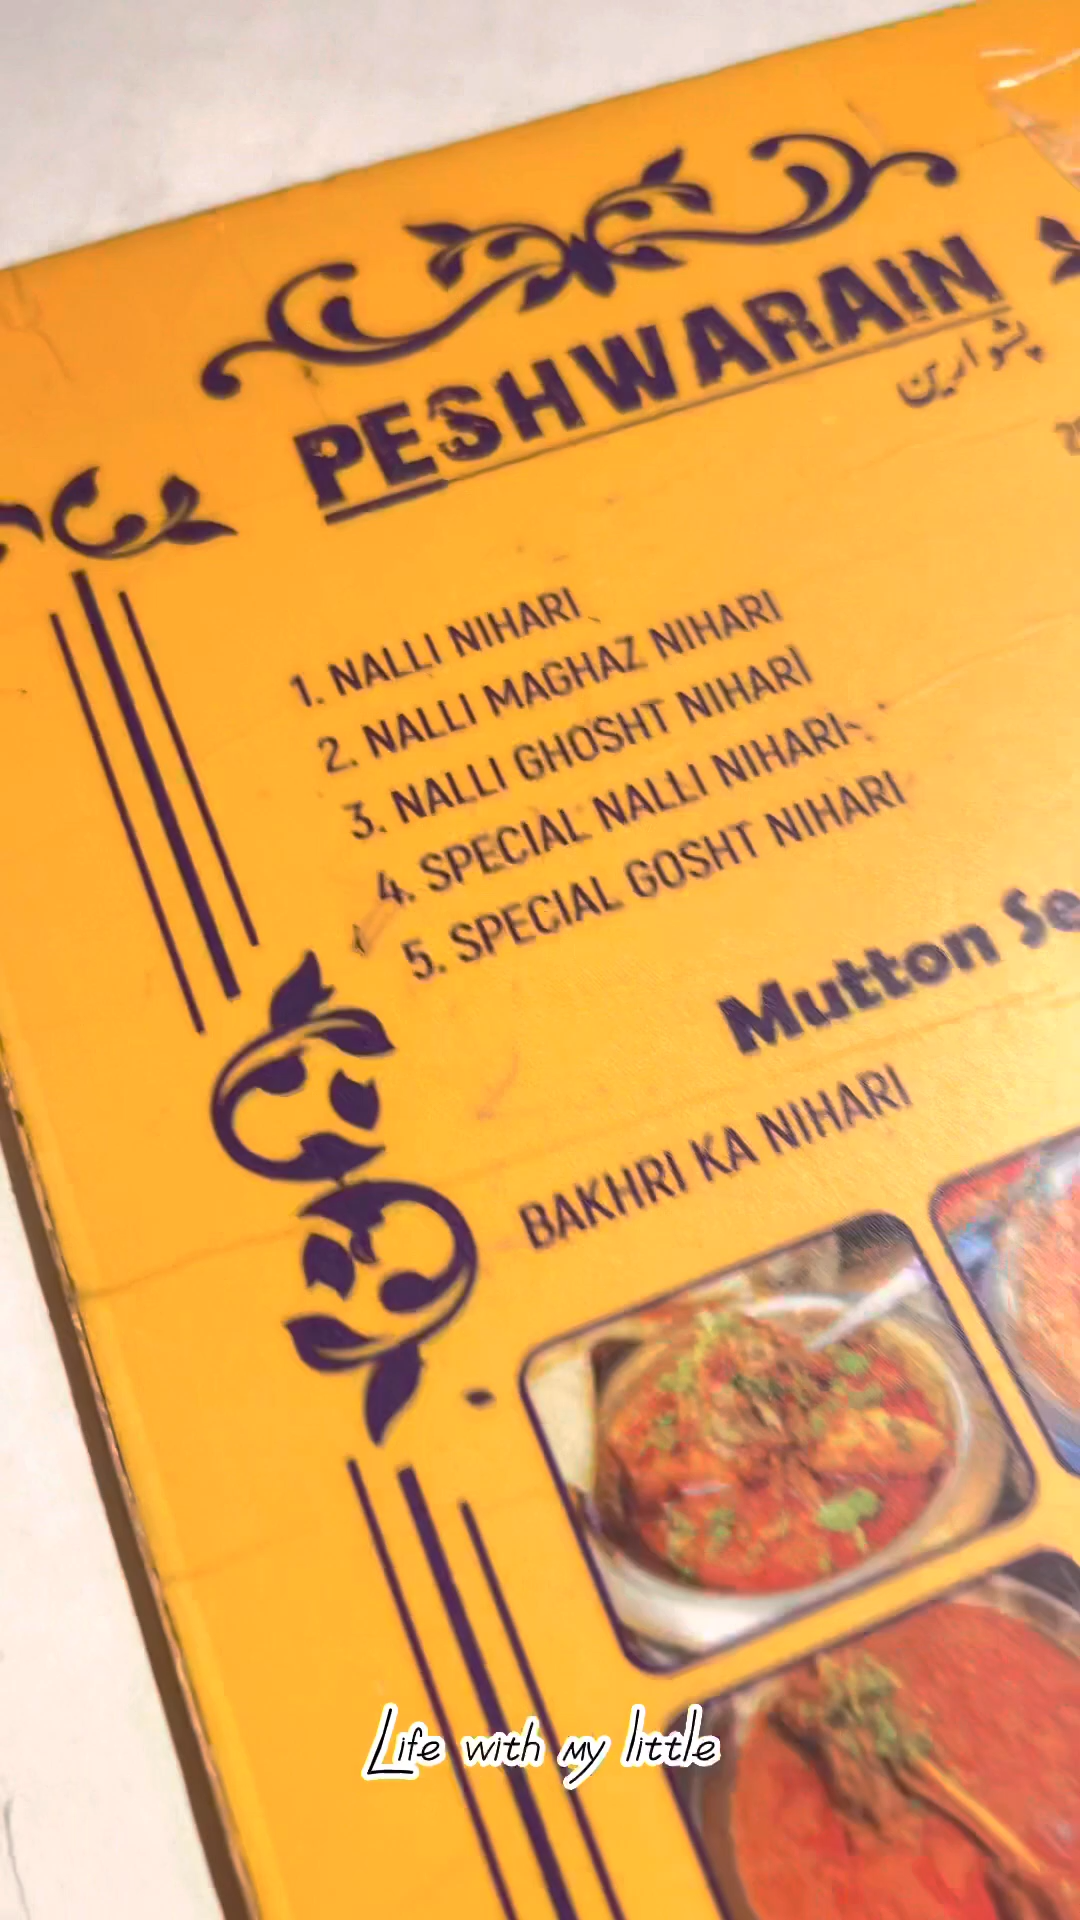 PESHWARAIN
پشوارین
1. NALLI NIHARI
2. NALLI MAGHAZ NIHARI
3. NALLI GHOSHT NIHARI
4. SPECIAL NALLI NIHARI
5. SPECIAL GOSHT NIHARI
Mutton Se
BAKHRI KA NIHARI
Life with my little